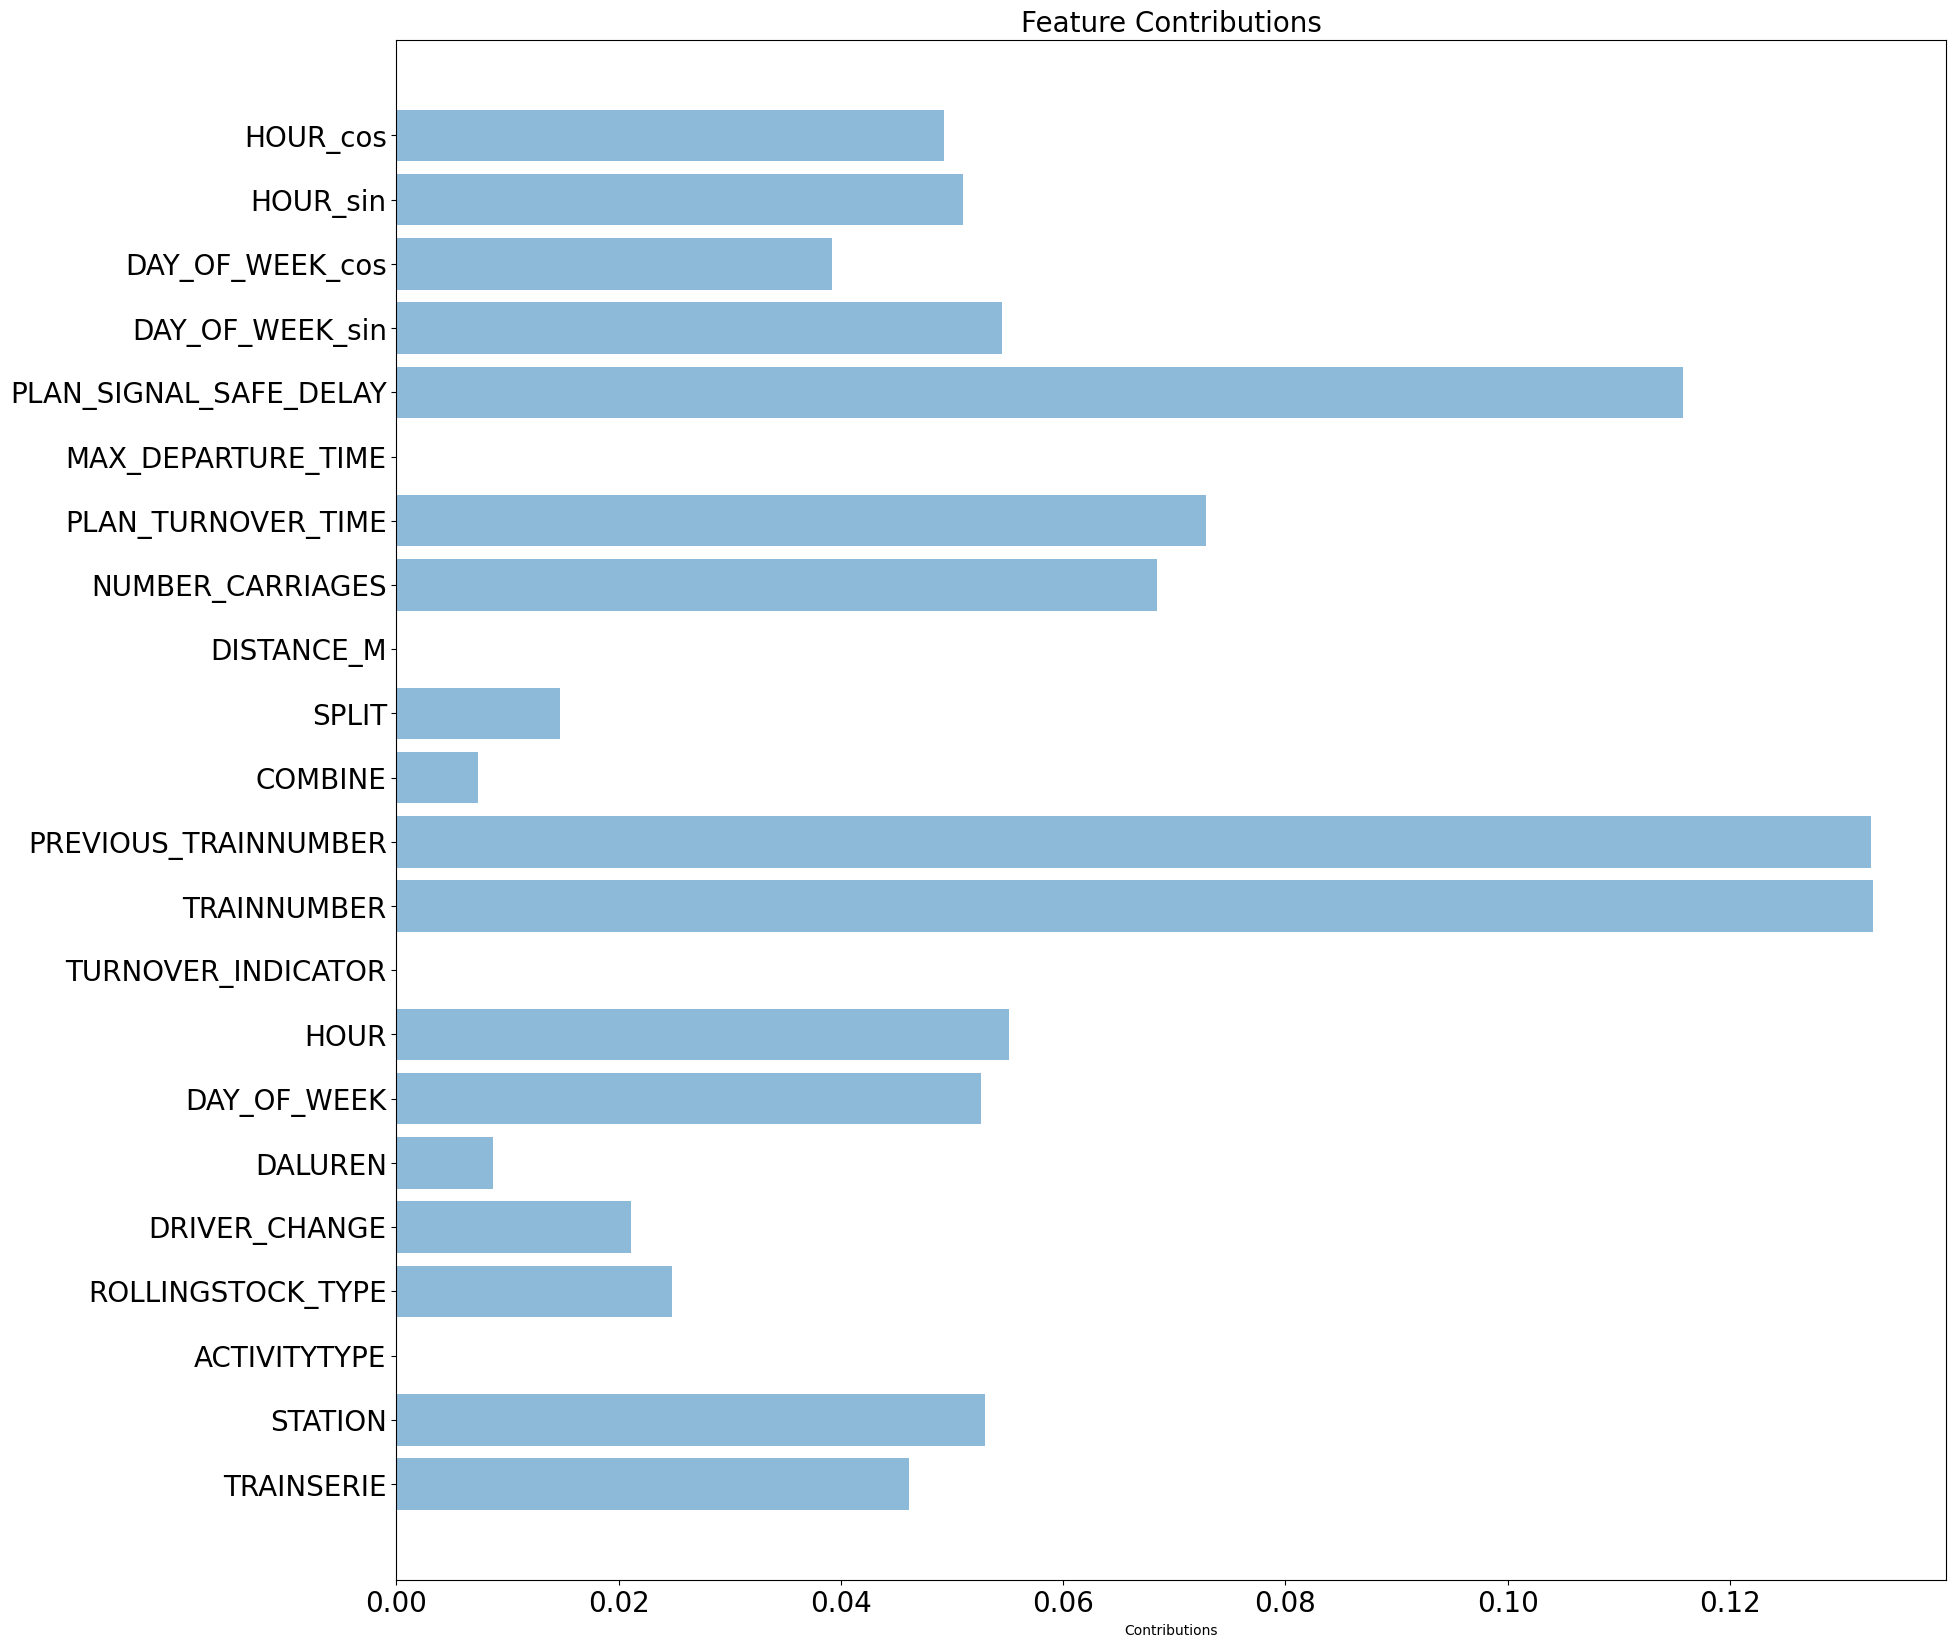 Feature Contributions
HOUR_cos
HOUR_sin
DAY_OF_WEEK_cos
DAY_OF_WEEK_sin
PLAN_SIGNAL_SAFE_DELAY
MAX_DEPARTURE_TIME
PLAN_TURNOVER_TIME
NUMBER_CARRIAGES
DISTANCE_M
SPLIT
COMBINE
PREVIOUS_TRAINNUMBER
TRAINNUMBER
TURNOVER_INDICATOR
HOUR
DAY_OF_WEEK
DALUREN
DRIVER_CHANGE
ROLLINGSTOCK_TYPE
ACTIVITYTYPE
STATION
TRAINSERIE
0.00 0.02 0.04 0.06 0.08 0.10 0.12
Contributions